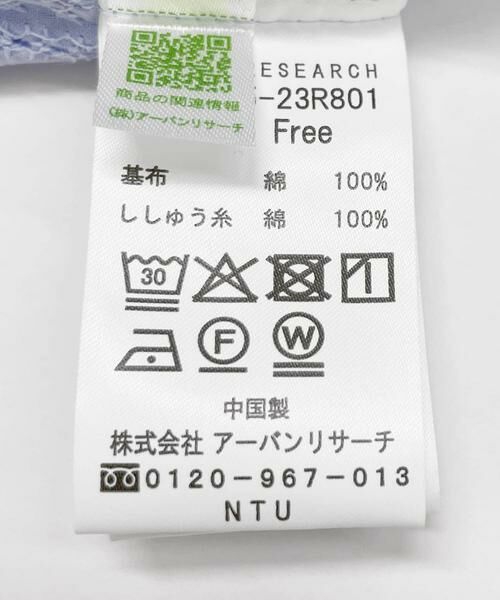 商品の関連情報
(株)アーバンリサーチ
ESEARCH
-23R801
Free
基布 綿 100%
ししゅう糸 綿 100%
30
F W
中国製
株式会社 アーバンリサーチ
0120-967-013
NTU